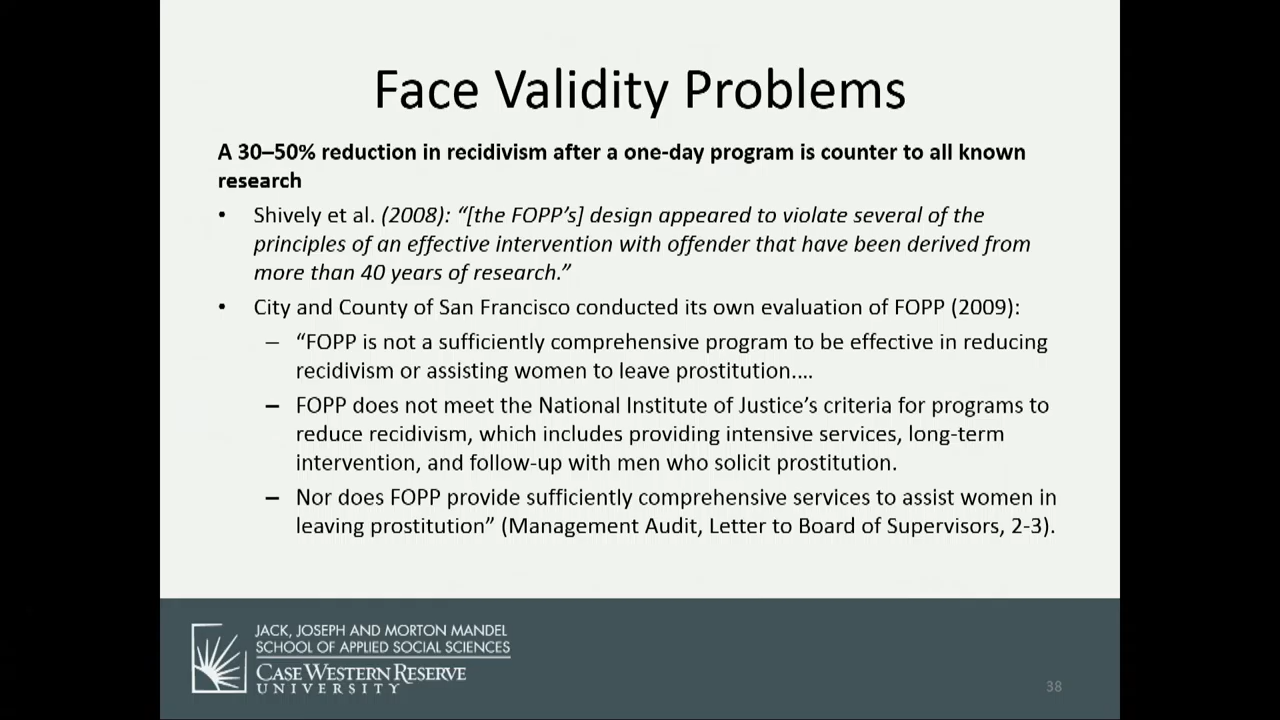 Face Validity Problems
A 30–50% reduction in recidivism after a one-day program is counter to all known
research
• Shively et al. (2008): “[the FOPP’s] design appeared to violate several of the
principles of an effective intervention with offender that have been derived from
more than 40 years of research.”
• City and County of San Francisco conducted its own evaluation of FOPP (2009):
– “FOPP is not a sufficiently comprehensive program to be effective in reducing
recidivism or assisting women to leave prostitution....
– FOPP does not meet the National Institute of Justice’s criteria for programs to
reduce recidivism, which includes providing intensive services, long-term
intervention, and follow-up with men who solicit prostitution.
– Nor does FOPP provide sufficiently comprehensive services to assist women in
leaving prostitution” (Management Audit, Letter to Board of Supervisors, 2-3).
JACK, JOSEPH AND MORTON MANDEL
SCHOOL OF APPLIED SOCIAL SCIENCES
CASE WESTERN RESERVE
UNIVERSITY
38